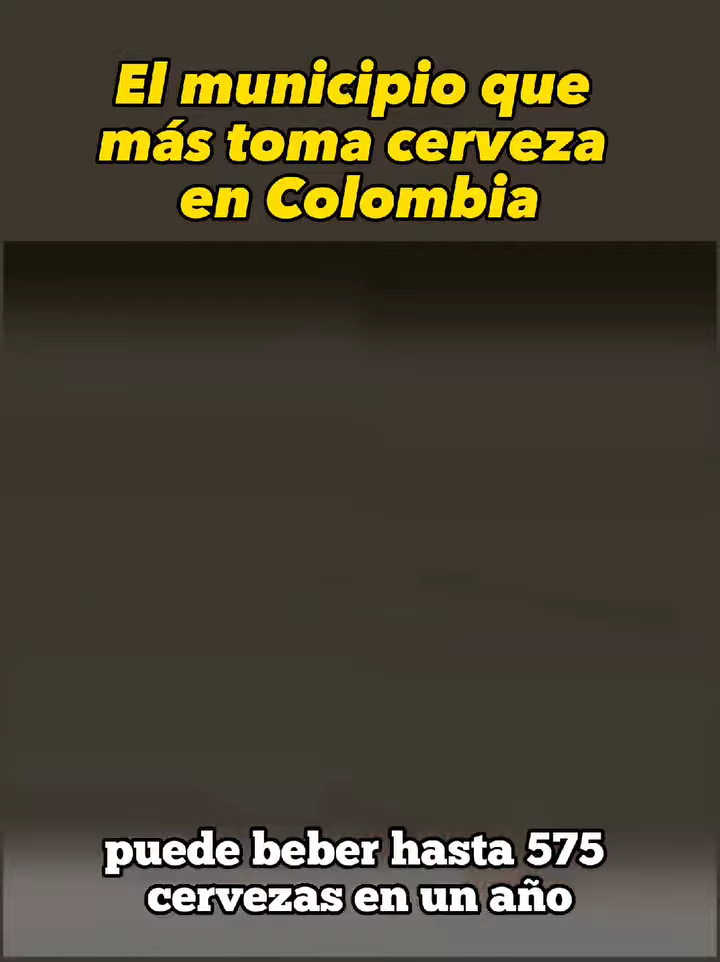 El municipio que
más toma cerveza
en Colombia
puede beber hasta 575
cervezas en un año